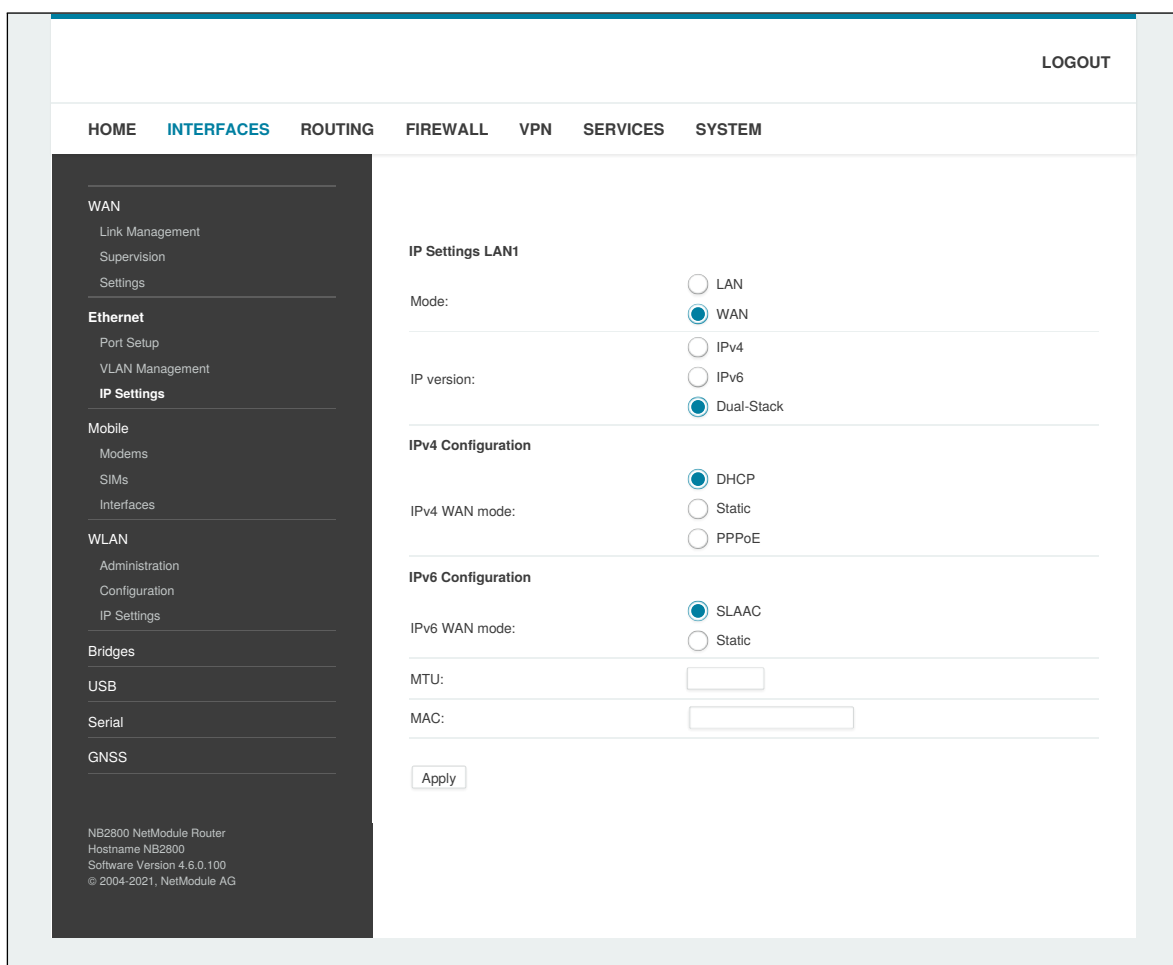 LOGOUT
HOME INTERFACES ROUTING FIREWALL VPN SERVICES SYSTEM
WAN
Link Management
Supervision
Settings
Ethernet
Port Setup
VLAN Management
IP Settings
Mobile
Modems
SIMs
Interfaces
WLAN
Administration
Configuration
IP Settings
Bridges
USB
Serial
GNSS
NB2800 NetModule Router
Hostname NB2800
Software Version 4.6.0.100
© 2004-2021, NetModule AG
IP Settings LAN1
Mode:
LAN
WAN
IP version:
IPv4
IPv6
Dual-Stack
IPv4 Configuration
IPv4 WAN mode:
DHCP
Static
PPPoE
IPv6 Configuration
IPv6 WAN mode:
SLAAC
Static
MTU:
MAC:
Apply